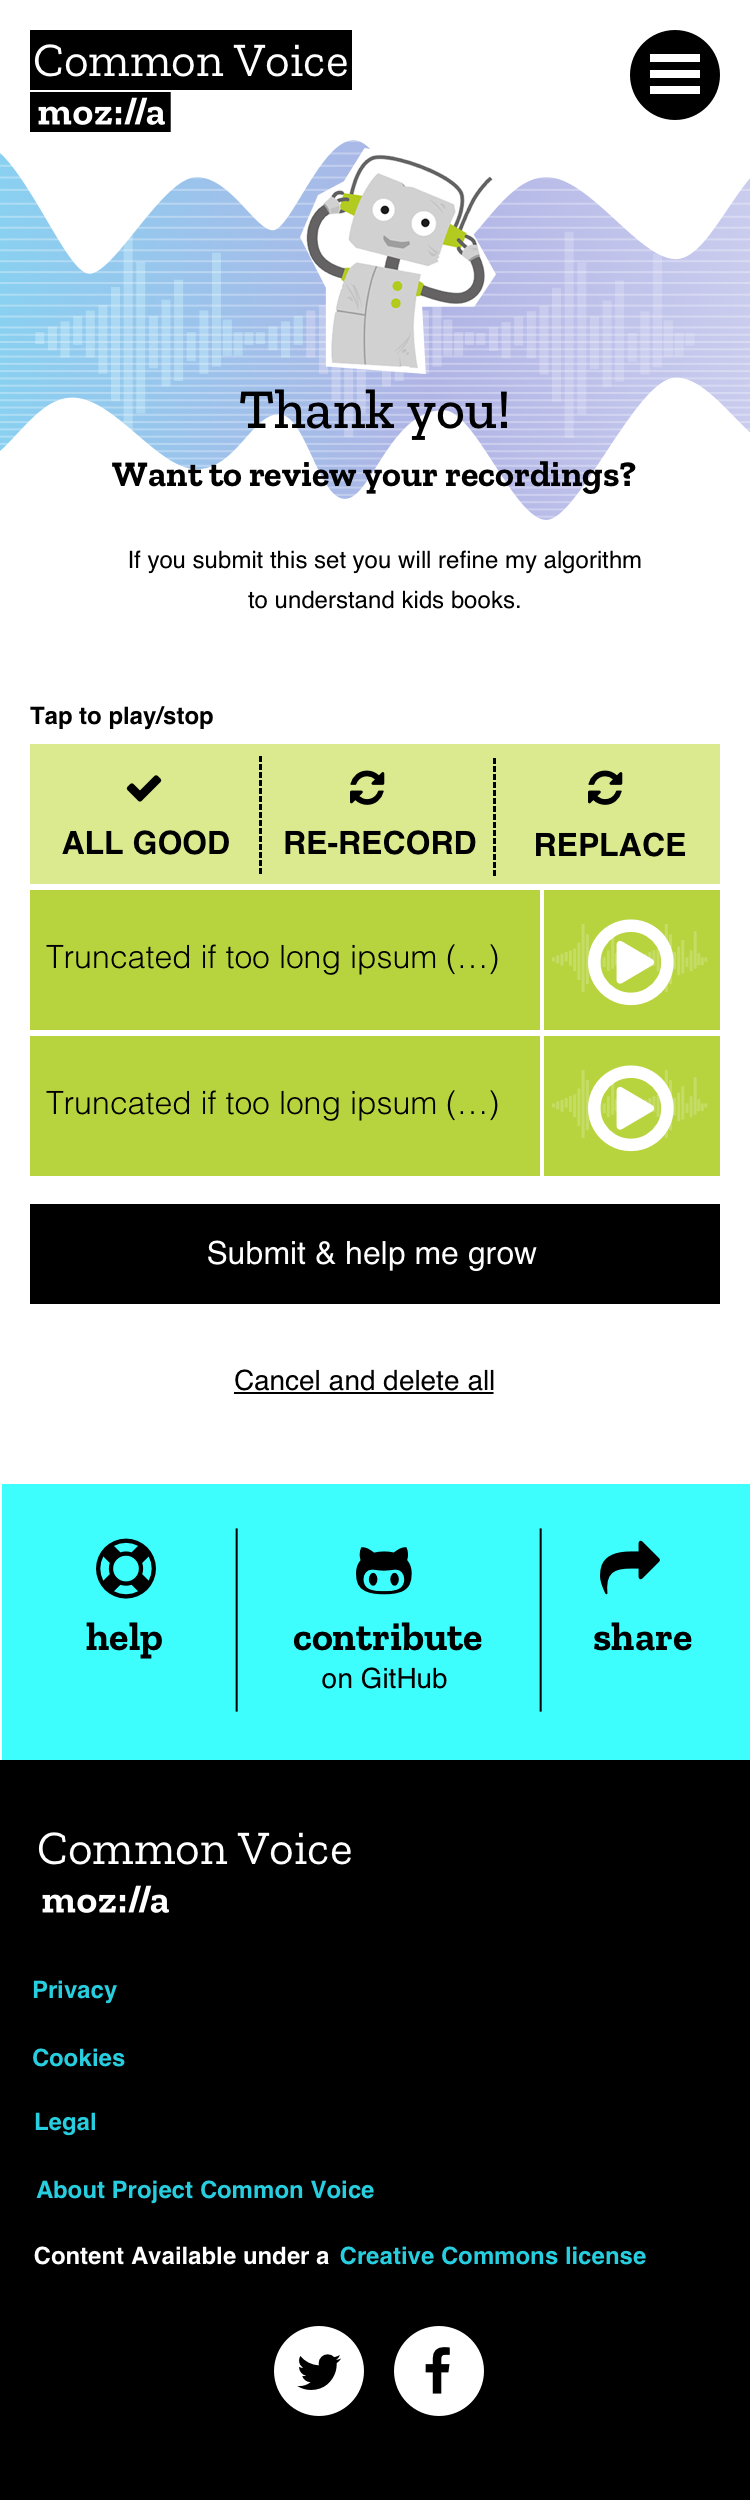 Common Voice
moz://a
Thank you!
Want to review your recordings?
If you submit this set you will refine my algorithm
to understand kids books.
Tap to play/stop
ALL GOOD
RE-RECORD
REPLACE
Truncated if too long ipsum (...)
Truncated if too long ipsum (...)
Submit & help me grow
Cancel and delete all
help
contribute
on GitHub
share
Common Voice
moz://a
Privacy
Cookies
Legal
About Project Common Voice
Content Available under a Creative Commons license